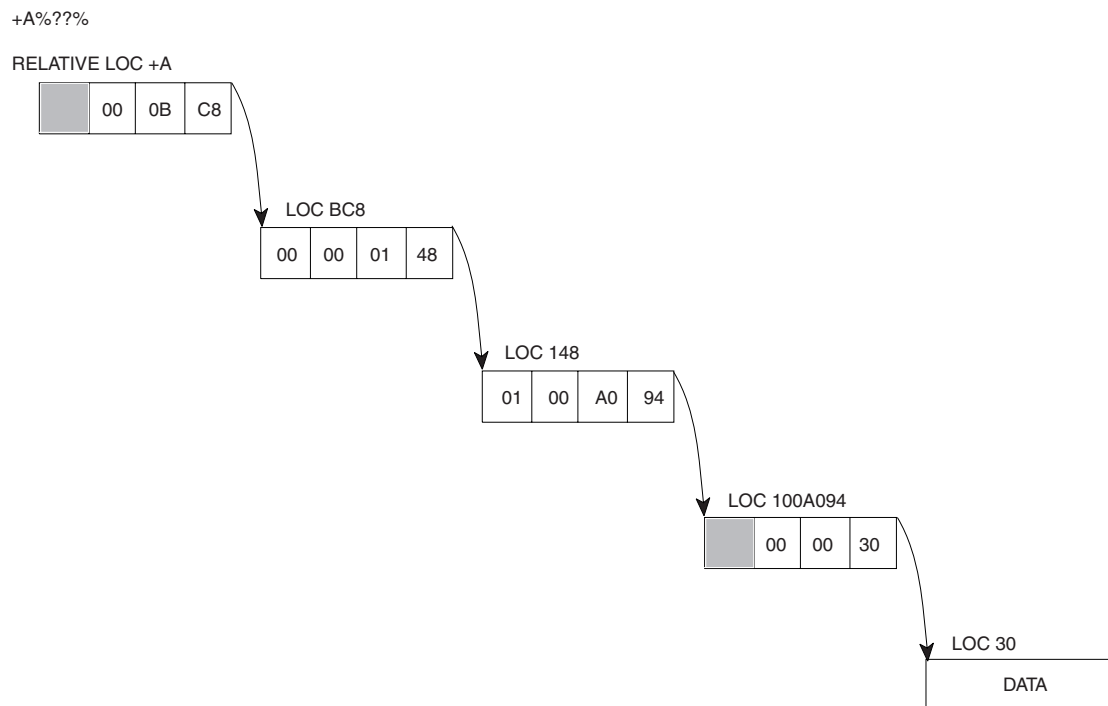 +A%??%
RELATIVE LOC +A
00 0B C8
LOC BC8
00 00 01 48
LOC 148
01 00 A0 94
LOC 100A094
00 00 30
LOC 30
DATA